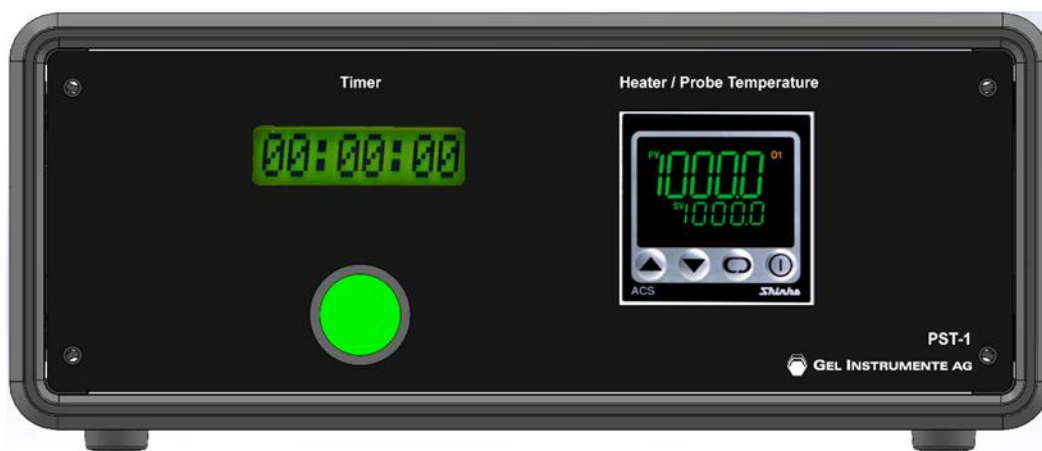 Timer
Heater / Probe Temperature
00:00:00
PV 1000.0 O1
SV 1000.0
ACS Shinko
PST-1
GEL INSTRUMENTE AG